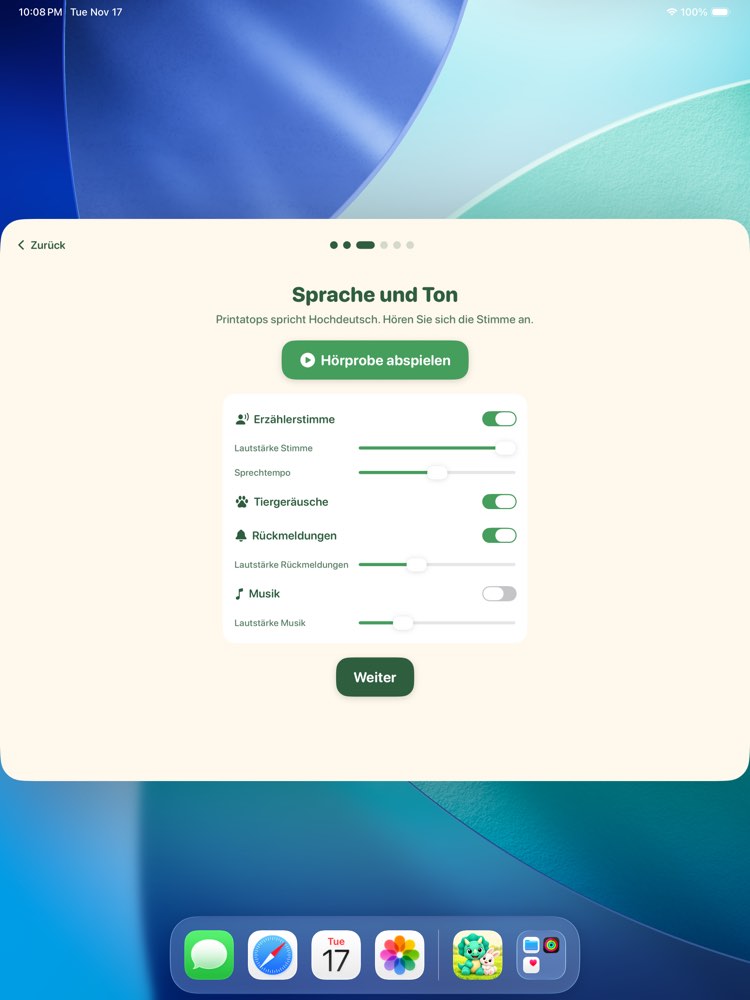 10:08 PM Tue Nov 17
100%
Zurück
Sprache und Ton
Printatops spricht Hochdeutsch. Hören Sie sich die Stimme an.
Hörprobe abspielen
Erzählerstimme
Lautstärke Stimme
Sprechtempo
Tiergeräusche
Rückmeldungen
Lautstärke Rückmeldungen
Musik
Lautstärke Musik
Weiter
Tue
17